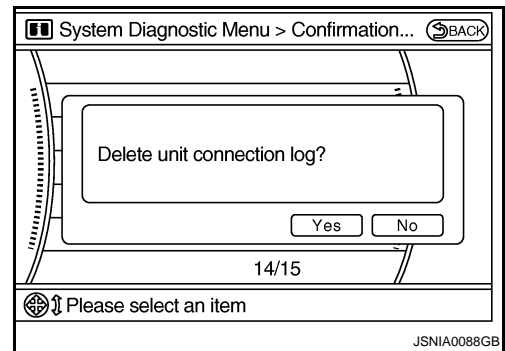 System Diagnostic Menu > Confirmation... BACK
Delete unit connection log?
Yes No
14/15
Please select an item
JSNIA0088GB